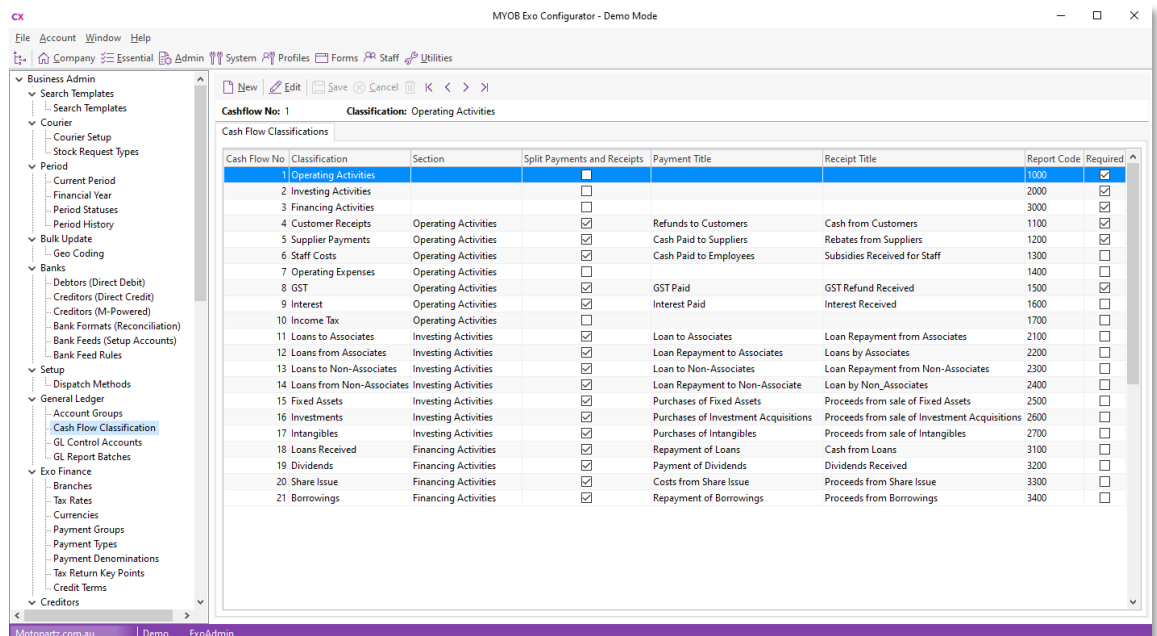 CX MYOB Exo Configurator - Demo Mode
File Account Window Help
Company Essential Admin System Profiles Forms Staff Utilities
Business Admin
Search Templates
Search Templates
Courier
Courier Setup
Stock Request Types
Period
Current Period
Financial Year
Period Statuses
Period History
Bulk Update
Geo Coding
Banks
Debtors (Direct Debit)
Creditors (Direct Credit)
Creditors (M-Powered)
Bank Formats (Reconciliation)
Bank Feeds (Setup Accounts)
Bank Feed Rules
Setup
Dispatch Methods
General Ledger
Account Groups
Cash Flow Classification
GL Control Accounts
GL Report Batches
Exo Finance
Branches
Tax Rates
Currencies
Payment Groups
Payment Types
Payment Denominations
Tax Return Key Points
Credit Terms
Creditors
New Edit Save Cancel
Cashflow No: 1 Classification: Operating Activities
Cash Flow Classifications
Cash Flow No Classification Section Split Payments and Receipts Payment Title Receipt Title Report Code Required
1 Operating Activities 1000
2 Investing Activities 2000
3 Financing Activities 3000
4 Customer Receipts Operating Activities Refunds to Customers Cash from Customers 1100
5 Supplier Payments Operating Activities Cash Paid to Suppliers Rebates from Suppliers 1200
6 Staff Costs Operating Activities Cash Paid to Employees Subsidies Received for Staff 1300
7 Operating Expenses Operating Activities 1400
8 GST Operating Activities GST Paid GST Refund Received 1500
9 Interest Operating Activities Interest Paid Interest Received 1600
10 Income Tax Operating Activities 1700
11 Loans to Associates Investing Activities Loan to Associates Loan Repayment from Associates 2100
12 Loans from Associates Investing Activities Loan Repayment to Associates Loans by Associates 2200
13 Loans to Non-Associates Investing Activities Loan to Non-Associates Loan Repayment from Non-Associates 2300
14 Loans from Non-Associates Investing Activities Loan Repayment to Non-Associate Loan by Non_Associates 2400
15 Fixed Assets Investing Activities Purchases of Fixed Assets Proceeds from sale of Fixed Assets 2500
16 Investments Investing Activities Purchases of Investment Acquisitions Proceeds from sale of Investment Acquisitions 2600
17 Intangibles Investing Activities Purchases of Intangibles Proceeds from sale of Intangibles 2700
18 Loans Received Financing Activities Repayment of Loans Cash from Loans 3100
19 Dividends Financing Activities Payment of Dividends Dividends Received 3200
20 Share Issue Financing Activities Costs from Share Issue Proceeds from Share Issue 3300
21 Borrowings Financing Activities Repayment of Borrowings Proceeds from Borrowings 3400
Motopartz.com.au Demo ExoAdmin